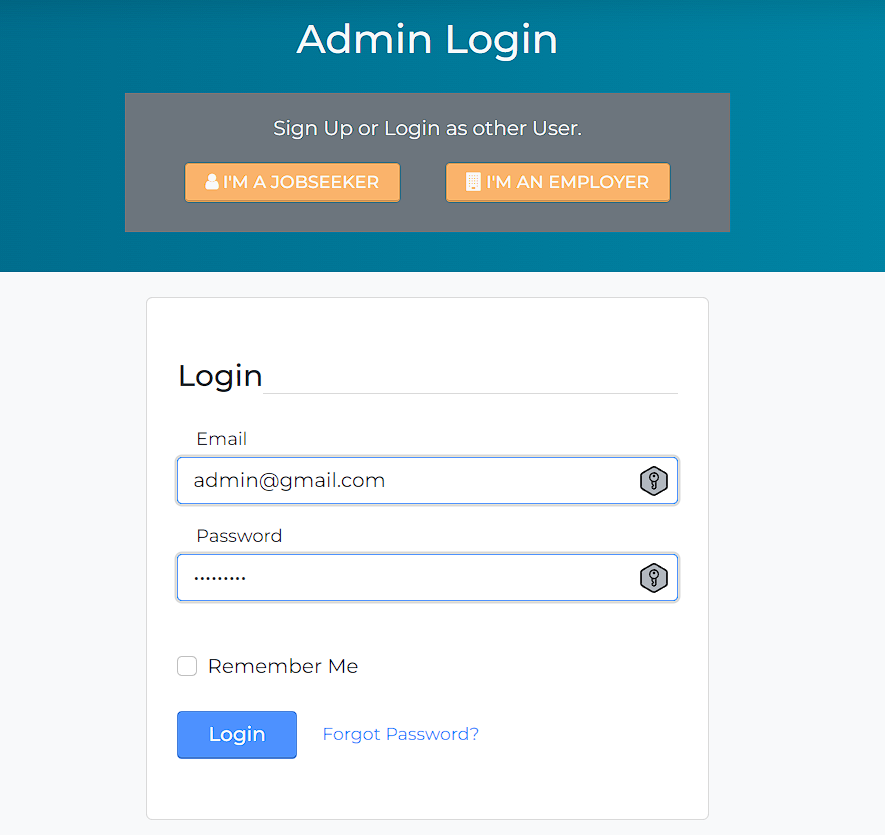 Admin Login
Sign Up or Login as other User.
I'M A JOBSEEKER
I'M AN EMPLOYER
Login
Email
admin@gmail.com
Password
•••••••••
Remember Me
Login
Forgot Password?